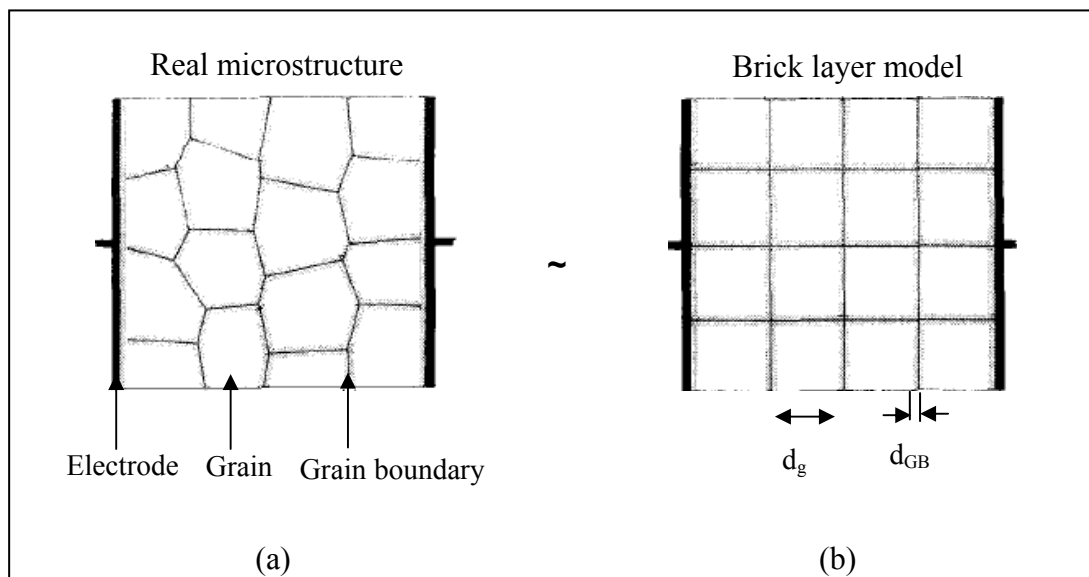 Real microstructure
Brick layer model
~
Electrode
Grain
Grain boundary
d_g
d_GB
(a)
(b)